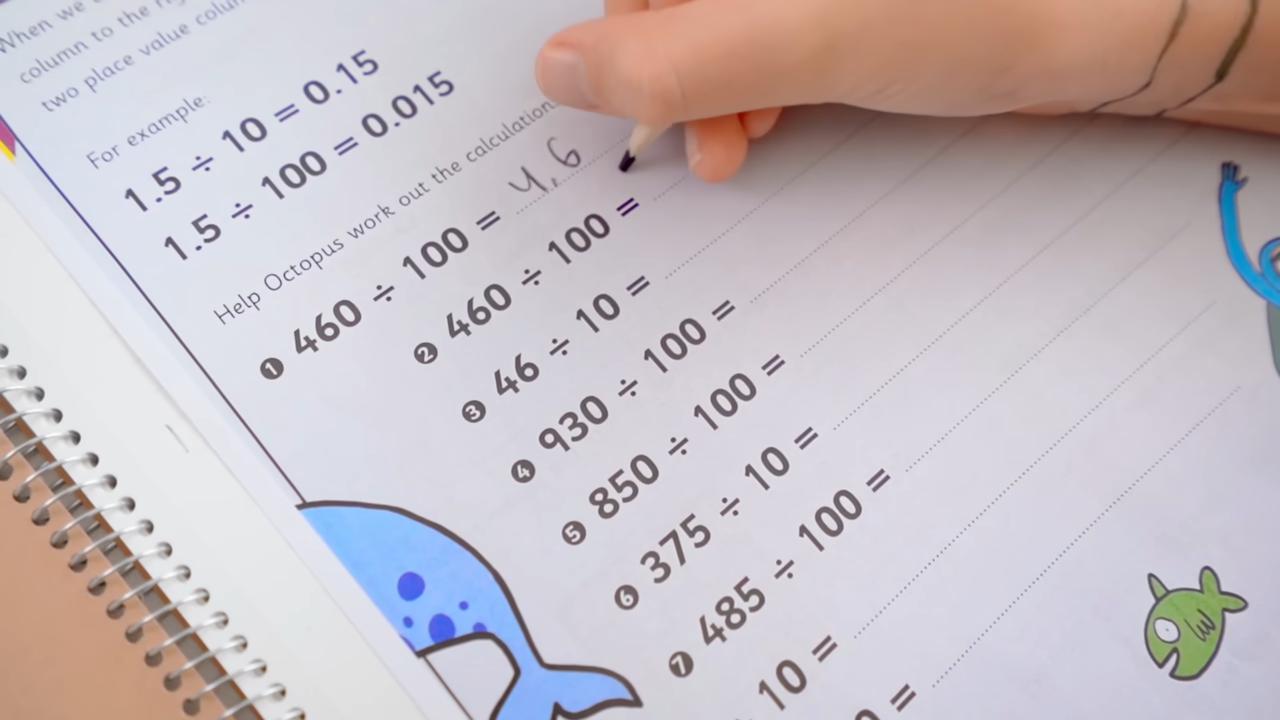 When we
column to the
two place value
For example:
1.5 ÷ 10 = 0.15
1.5 ÷ 100 = 0.015
Help Octopus work out the calculation
1 460 ÷ 100 = 4,6
2 460 ÷ 100 =
3 46 ÷ 10 =
4 930 ÷ 100 =
5 850 ÷ 100 =
6 375 ÷ 10 =
7 485 ÷ 100 =
10 =
0 =